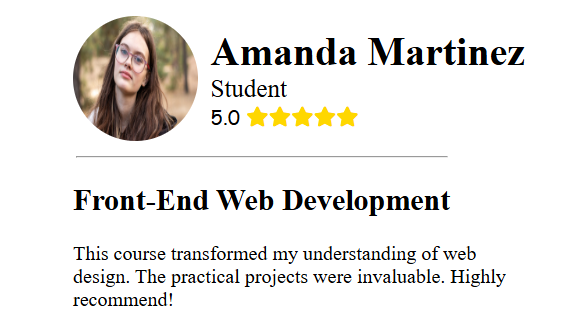 Amanda Martinez
Student
5.0
Front-End Web Development
This course transformed my understanding of web
design. The practical projects were invaluable. Highly
recommend!